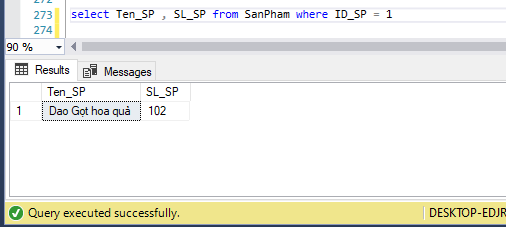 272
273 select Ten_SP , SL_SP from SanPham where ID_SP = 1
274
90 %
Results Messages
Ten_SP SL_SP
1 Dao Gọt hoa quả 102
Query executed successfully. DESKTOP-EDJR